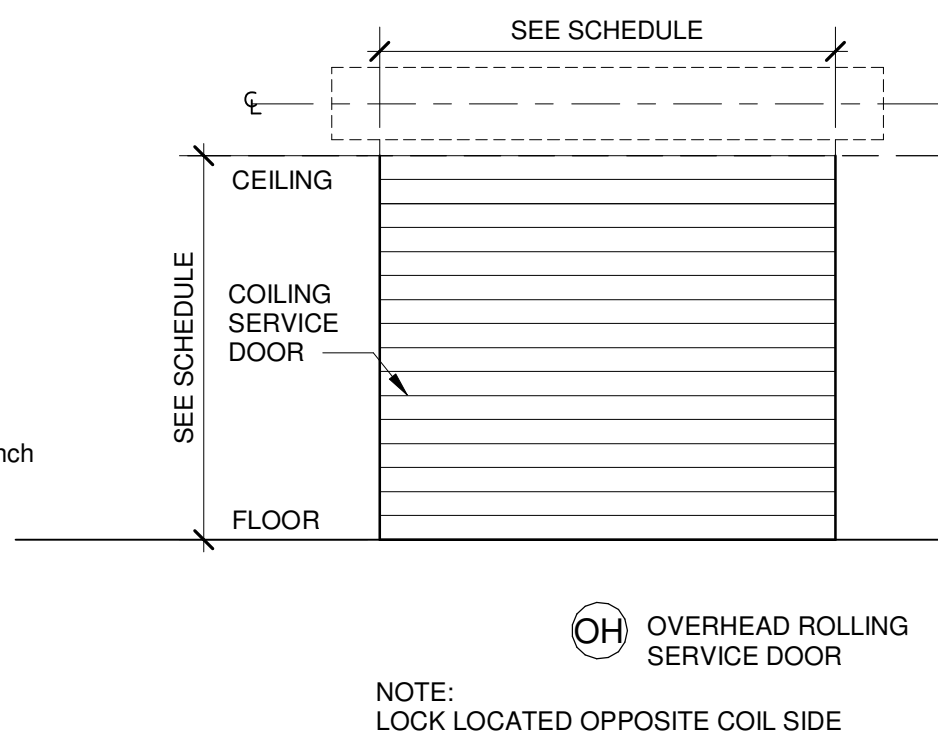 SEE SCHEDULE
℄
CEILING
SEE SCHEDULE
COILING
SERVICE
DOOR
nch
FLOOR
OH
OVERHEAD ROLLING
SERVICE DOOR
NOTE:
LOCK LOCATED OPPOSITE COIL SIDE